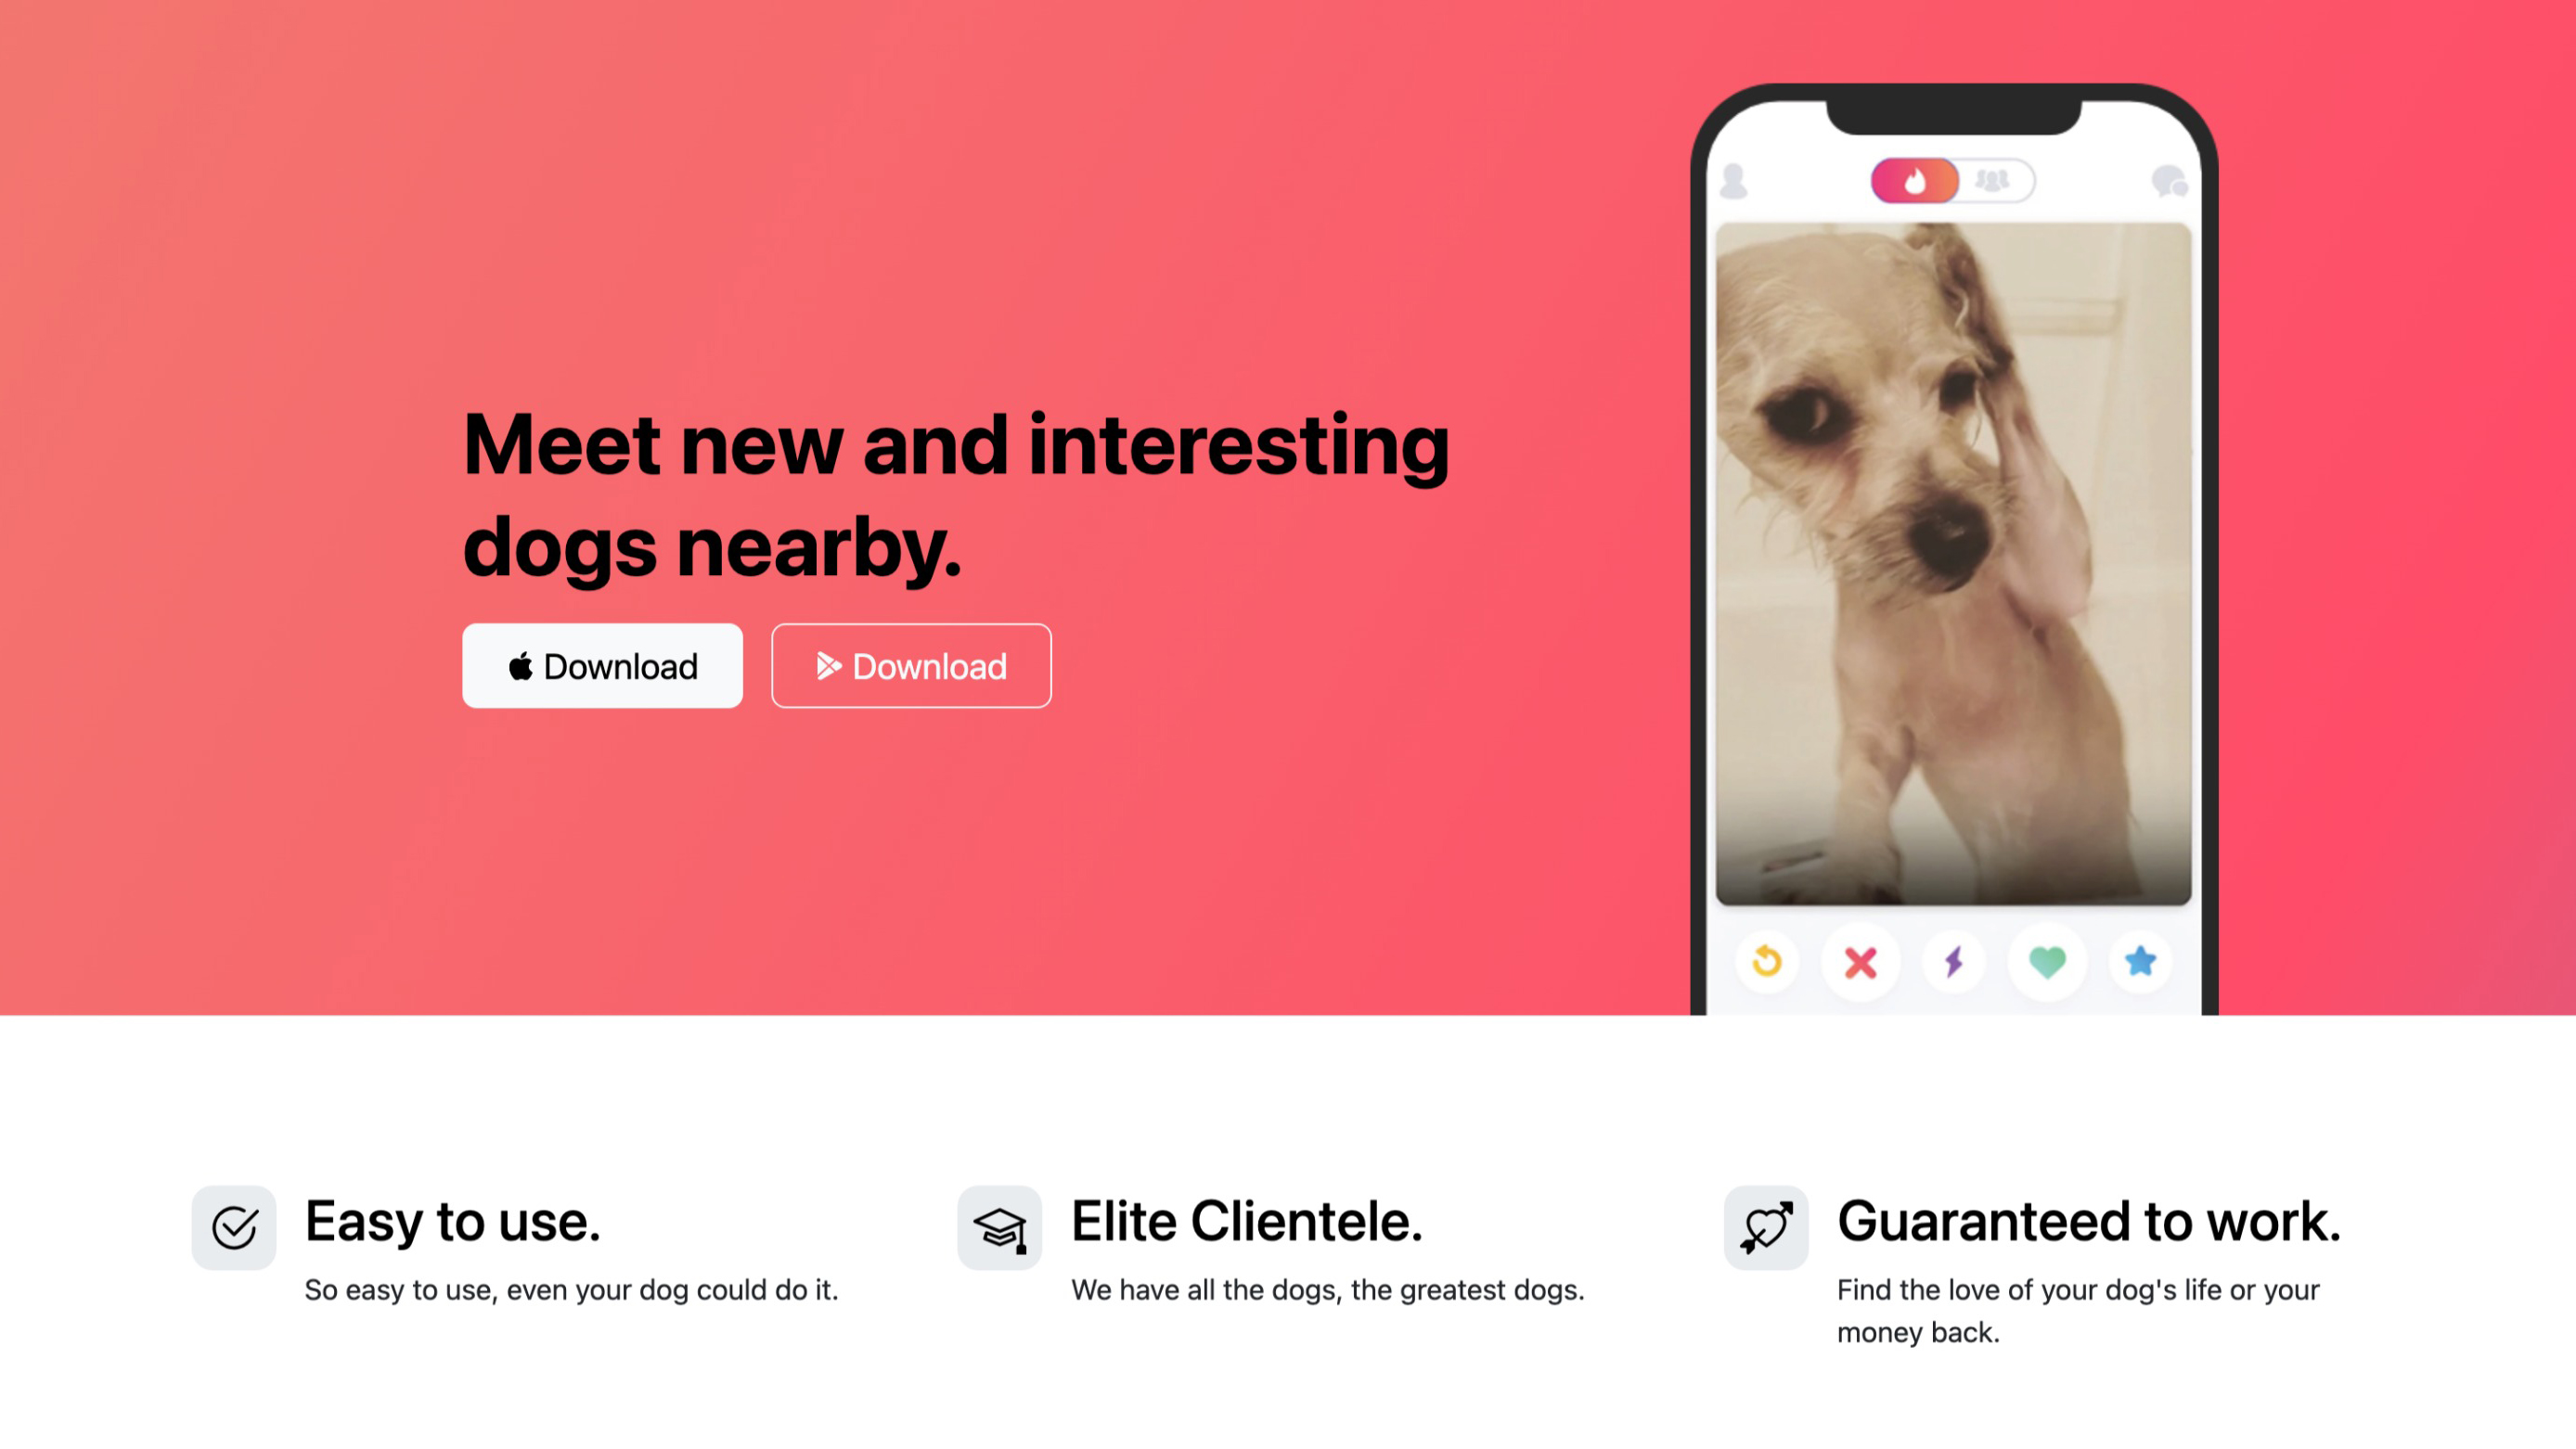 Meet new and interesting
dogs nearby.
Download
Download
Easy to use.
So easy to use, even your dog could do it.
Elite Clientele.
We have all the dogs, the greatest dogs.
Guaranteed to work.
Find the love of your dog's life or your
money back.